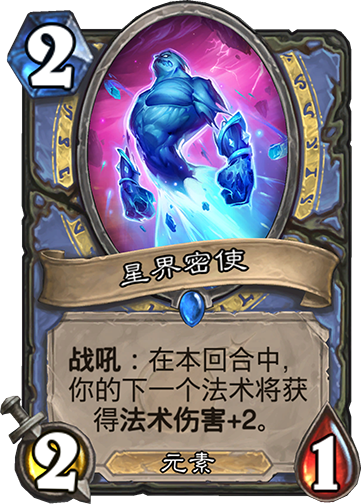 2
星界密使
战吼：在本回合中，
你的下一个法术将获
得法术伤害+2。
2
元素
1